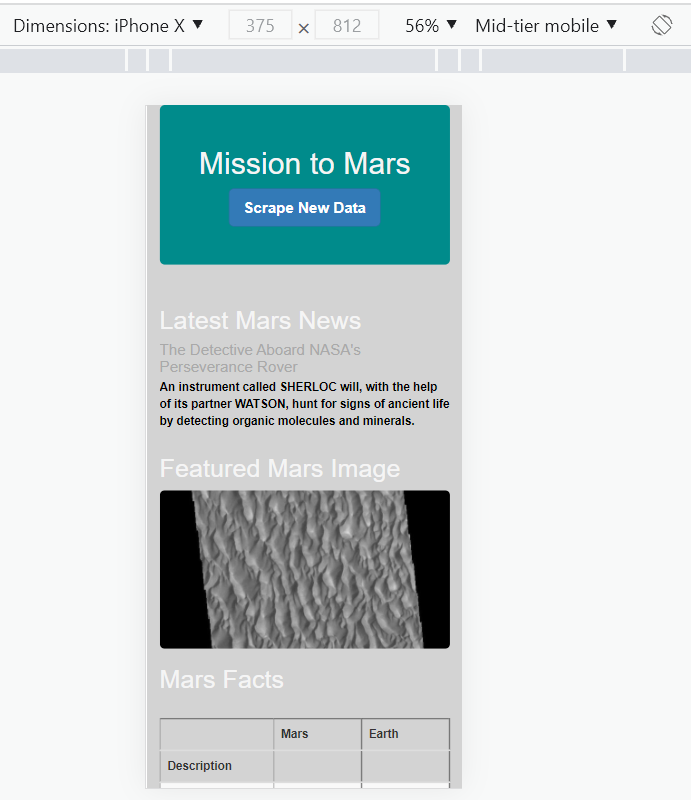 Dimensions: iPhone X ▼ 375 × 812 56% ▼ Mid-tier mobile ▼
Mission to Mars
Scrape New Data
Latest Mars News
The Detective Aboard NASA's
Perseverance Rover
An instrument called SHERLOC will, with the help
of its partner WATSON, hunt for signs of ancient life
by detecting organic molecules and minerals.
Featured Mars Image
Mars Facts
Mars Earth
Description